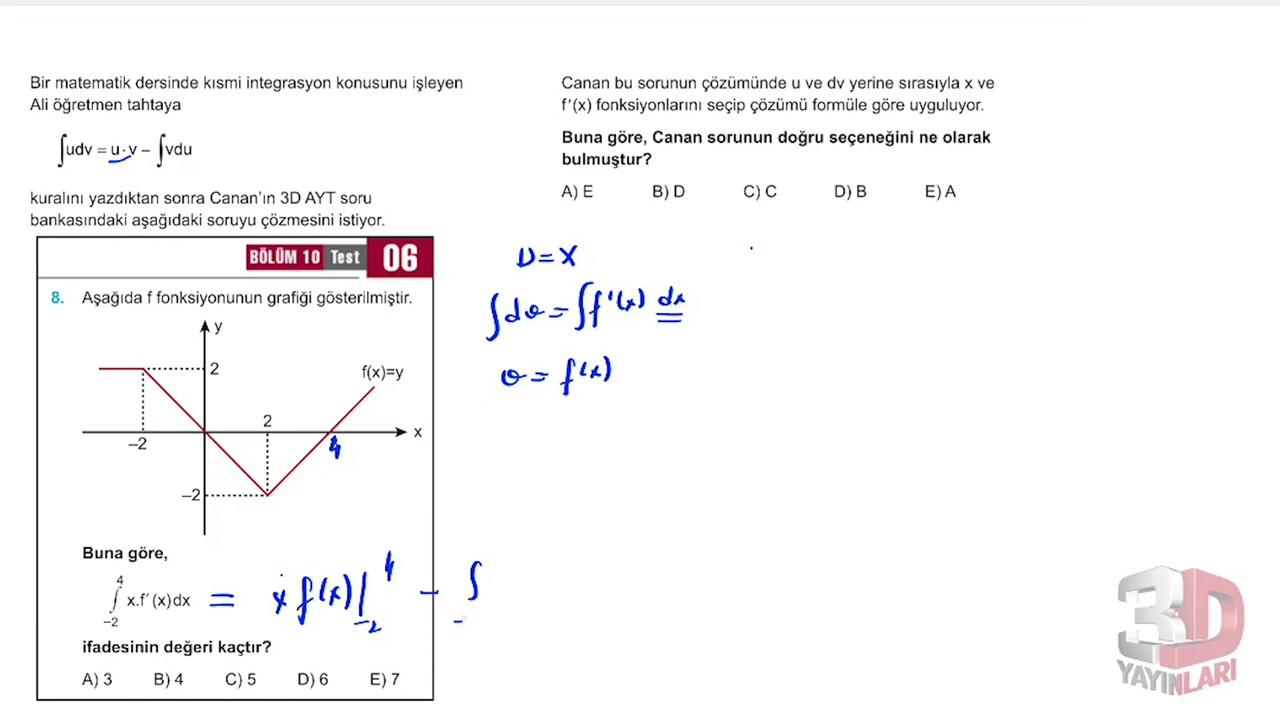 Bir matematik dersinde kısmi integrasyon konusunu işleyen
Ali öğretmen tahtaya
∫udv = u·v – ∫vdu
kuralını yazdıktan sonra Canan'ın 3D AYT soru
bankasındaki aşağıdaki soruyu çözmesini istiyor.
BÖLÜM 10 Test 06
8. Aşağıda f fonksiyonunun grafiği gösterilmiştir.
y
2
f(x)=y
2
–2
x
4
–2
Buna göre,
4
∫ x.f'(x)dx = x f(x)|
–2
4
–2
– ∫
–
ifadesinin değeri kaçtır?
A) 3 B) 4 C) 5 D) 6 E) 7
Canan bu sorunun çözümünde u ve dv yerine sırasıyla x ve
f'(x) fonksiyonlarını seçip çözümü formüle göre uyguluyor.
Buna göre, Canan sorunun doğru seçeneğini ne olarak
bulmuştur?
A) E B) D C) C D) B E) A
U = x
∫dv = ∫f'(x) dx
v = f(x)
3D
YAYINLARI